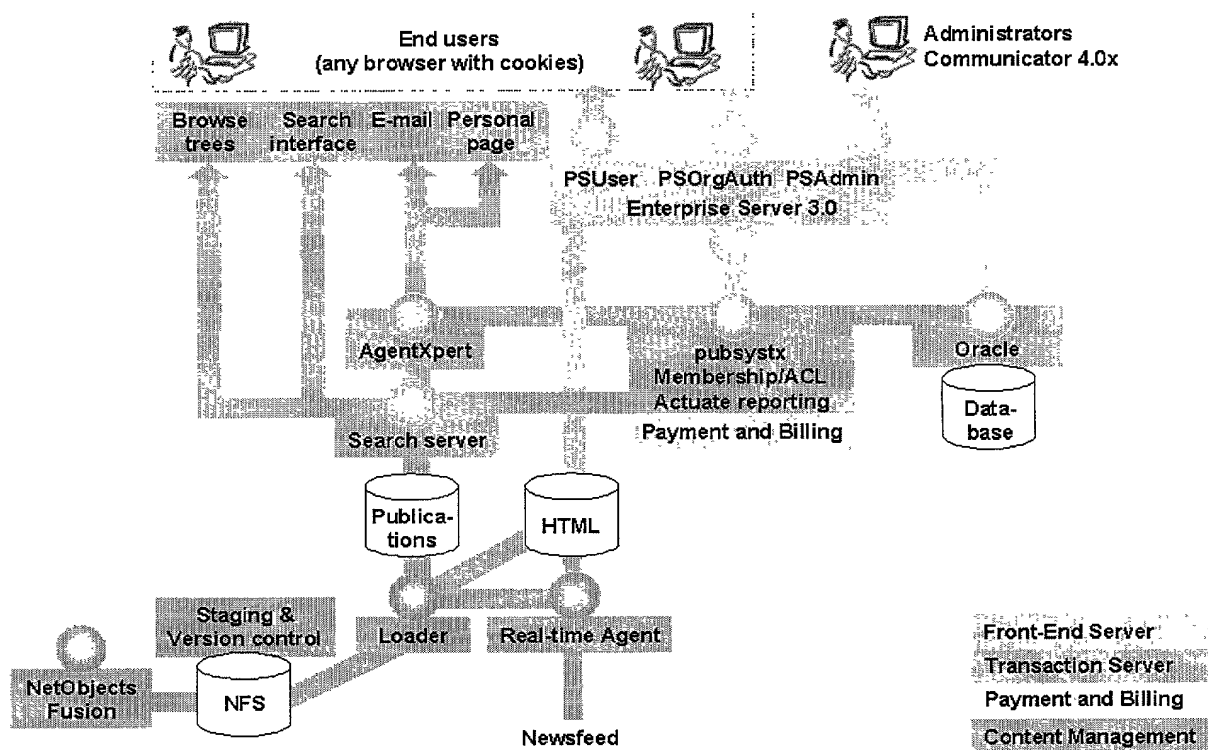 End users
(any browser with cookies)
Administrators
Communicator 4.0x
Browse
trees
Search
interface
E-mail
Personal
page
PSUser PSOrgAuth PSAdmin
Enterprise Server 3.0
AgentXpert
pubsystx
Membership/ACL
Actuate reporting
Payment and Billing
Oracle
Data-
base
Search server
Publica-
tions
HTML
Staging &
Version control
Loader
Real-time Agent
NetObjects
Fusion
NFS
Newsfeed
Front-End Server
Transaction Server
Payment and Billing
Content Management